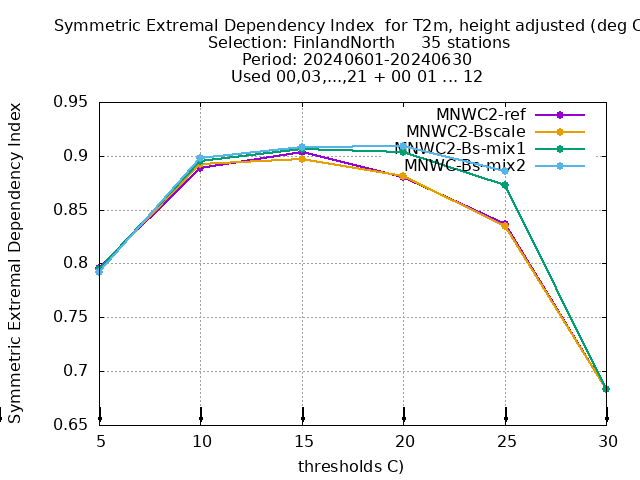 Symmetric Extremal Dependency Index  for T2m, height adjusted (deg C
Selection: FinlandNorth     35 stations
Period: 20240601-20240630
Used 00,03,...,21 + 00 01 ... 12
Symmetric Extremal Dependency Index
0.95
0.9
0.85
0.8
0.75
0.7
0.65
MNWC2-ref
MNWC2-Bscale
MNWC2-Bs-mix1
MNWC-Bs-mix2
5 10 15 20 25 30
thresholds C)